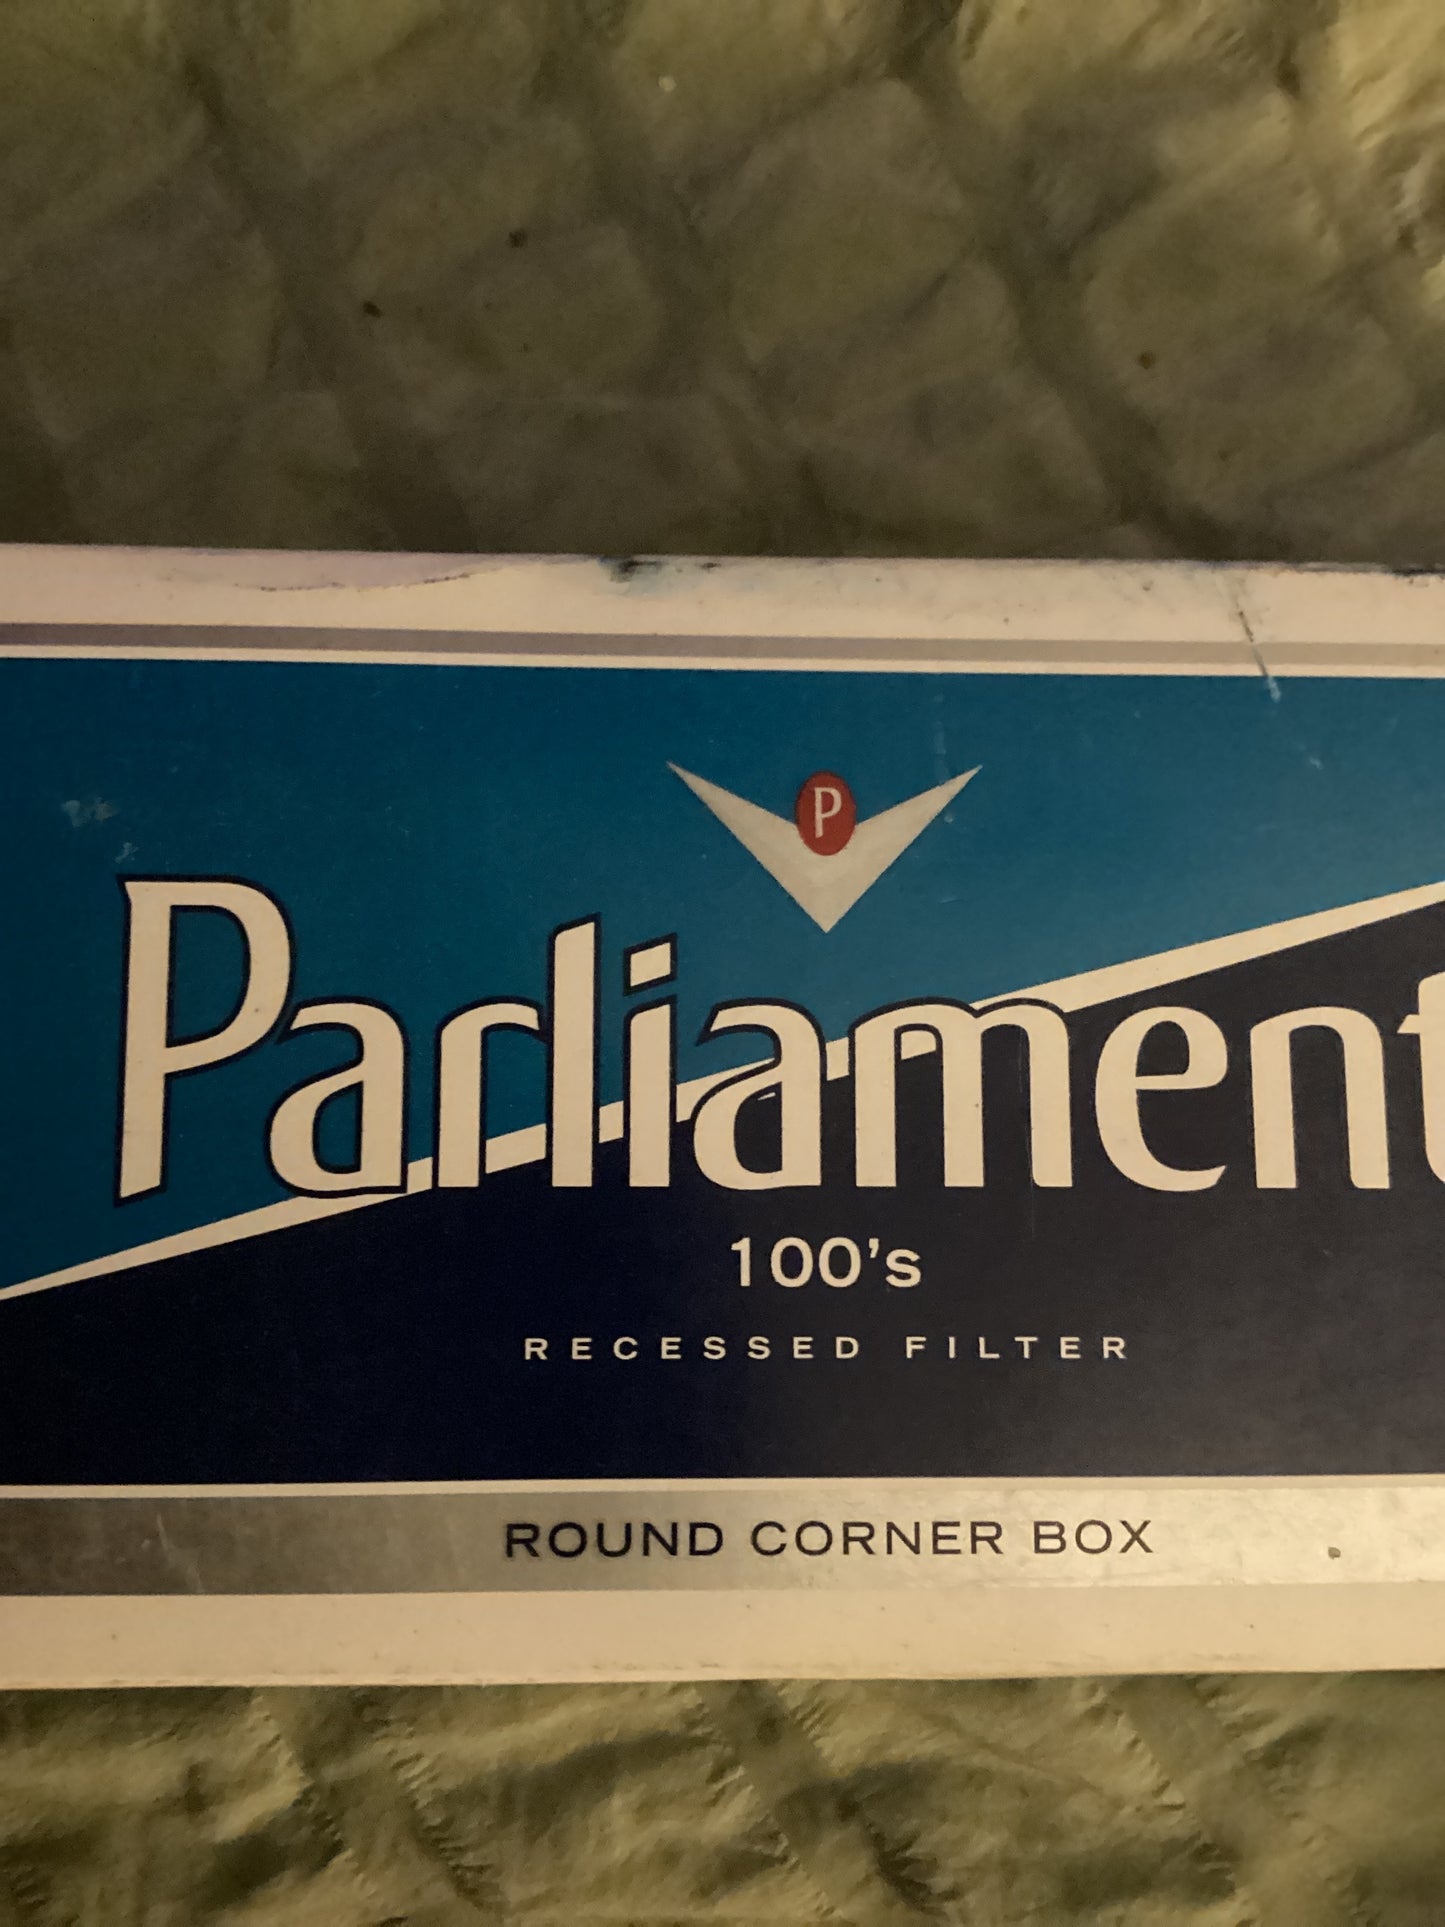 P
Parliament
100's
RECESSED FILTER
ROUND CORNER BOX